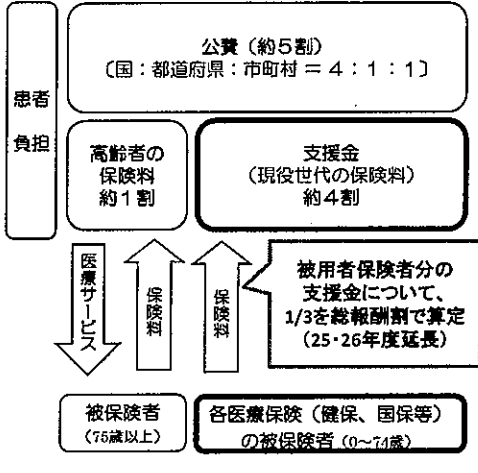 公費（約５割）
〔国：都道府県：市町村 ＝ ４：１：１〕
患者
負担
高齢者の
保険料
約１割
支援金
（現役世代の保険料）
約４割
医療サービス
保険料
保険料
被用者保険者分の
支援金について、
1/3を総報酬割で算定
（25・26年度延長）
被保険者
（75歳以上）
各医療保険（健保、国保等）
の被保険者（0～74歳）